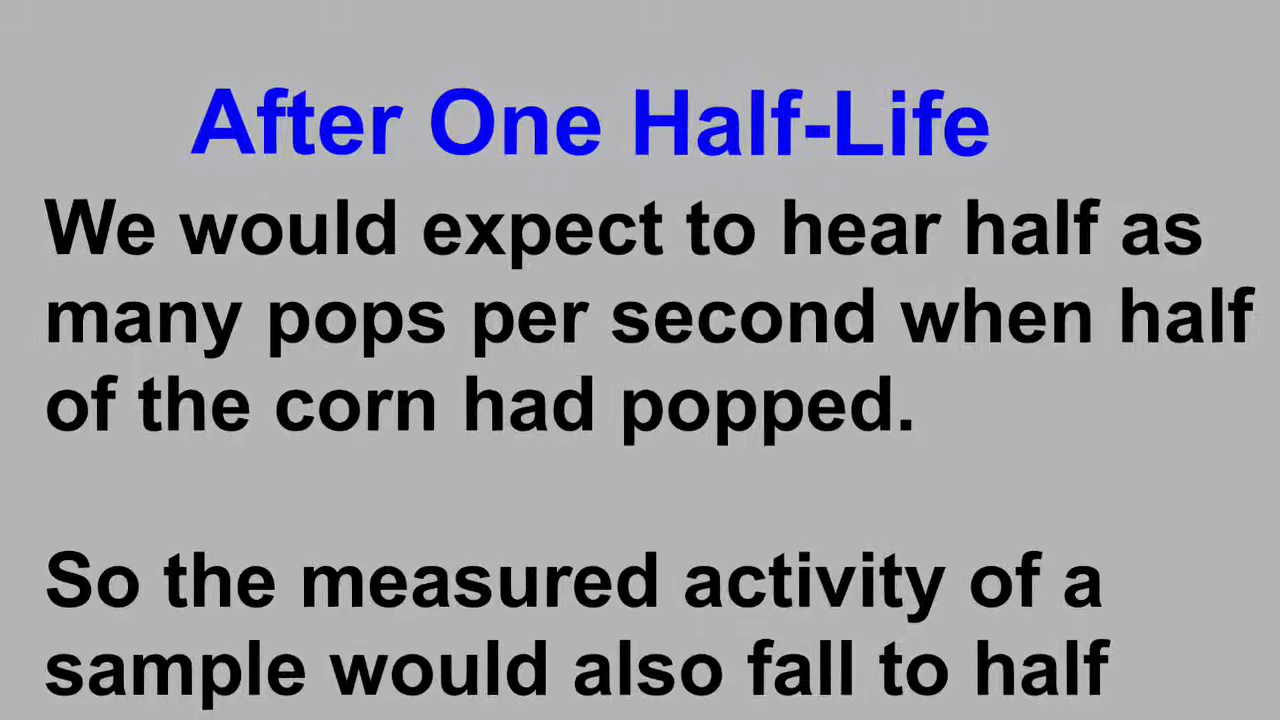 After One Half-Life
We would expect to hear half as
many pops per second when half
of the corn had popped.
So the measured activity of a
sample would also fall to half